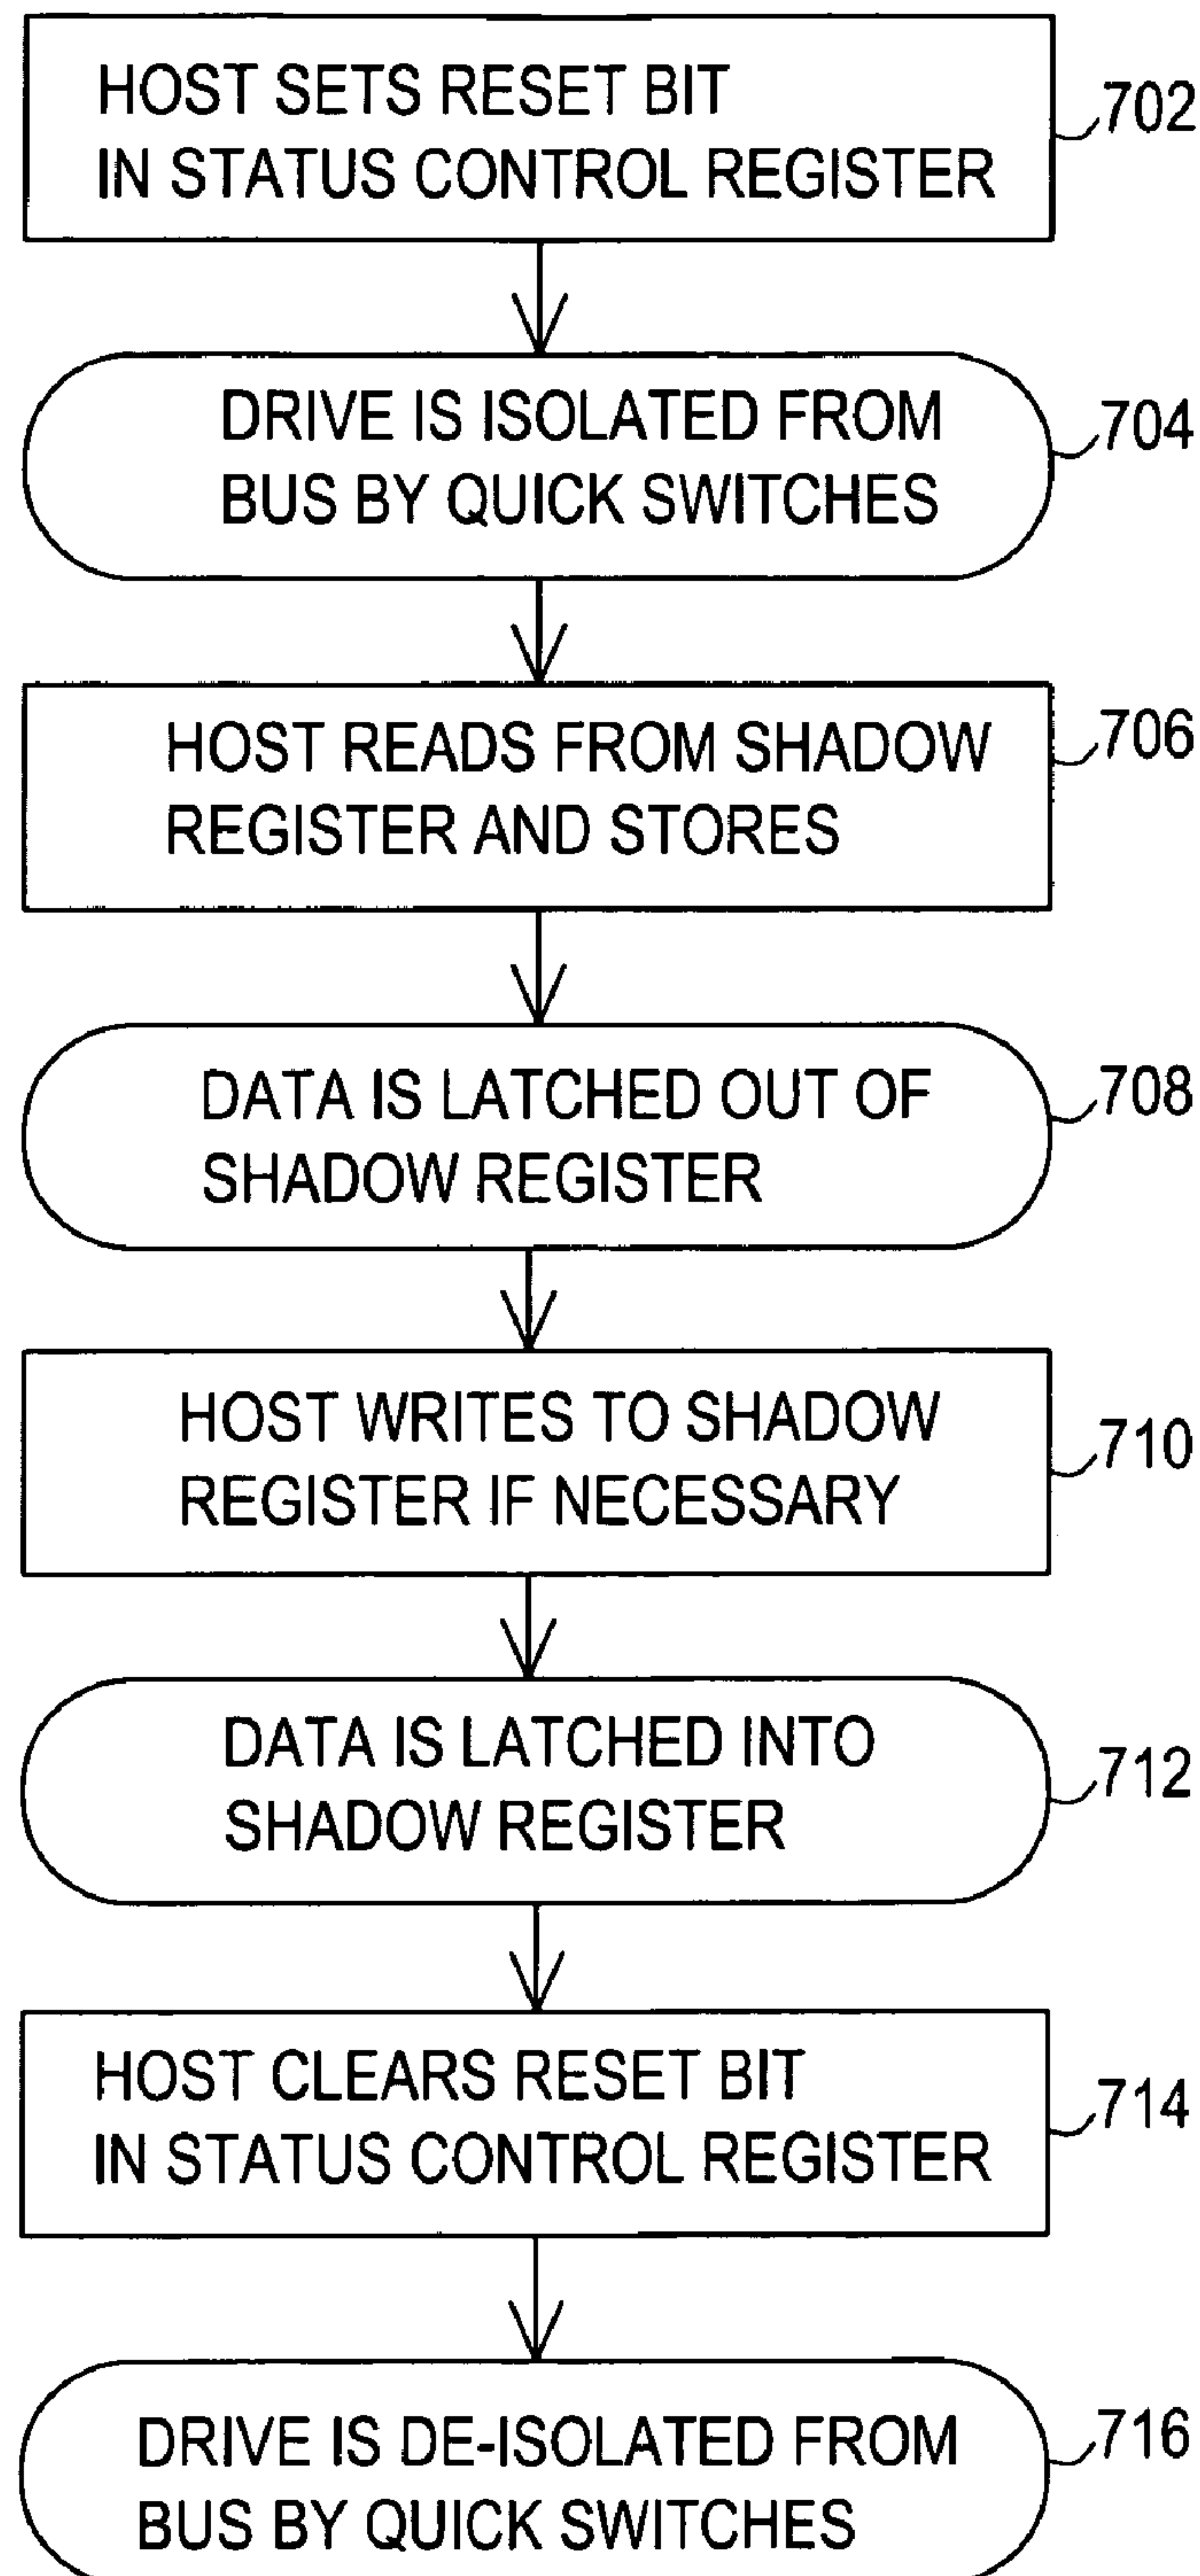 HOST SETS RESET BIT
IN STATUS CONTROL REGISTER
702
DRIVE IS ISOLATED FROM
BUS BY QUICK SWITCHES
704
HOST READS FROM SHADOW
REGISTER AND STORES
706
DATA IS LATCHED OUT OF
SHADOW REGISTER
708
HOST WRITES TO SHADOW
REGISTER IF NECESSARY
710
DATA IS LATCHED INTO
SHADOW REGISTER
712
HOST CLEARS RESET BIT
IN STATUS CONTROL REGISTER
714
DRIVE IS DE-ISOLATED FROM
BUS BY QUICK SWITCHES
716